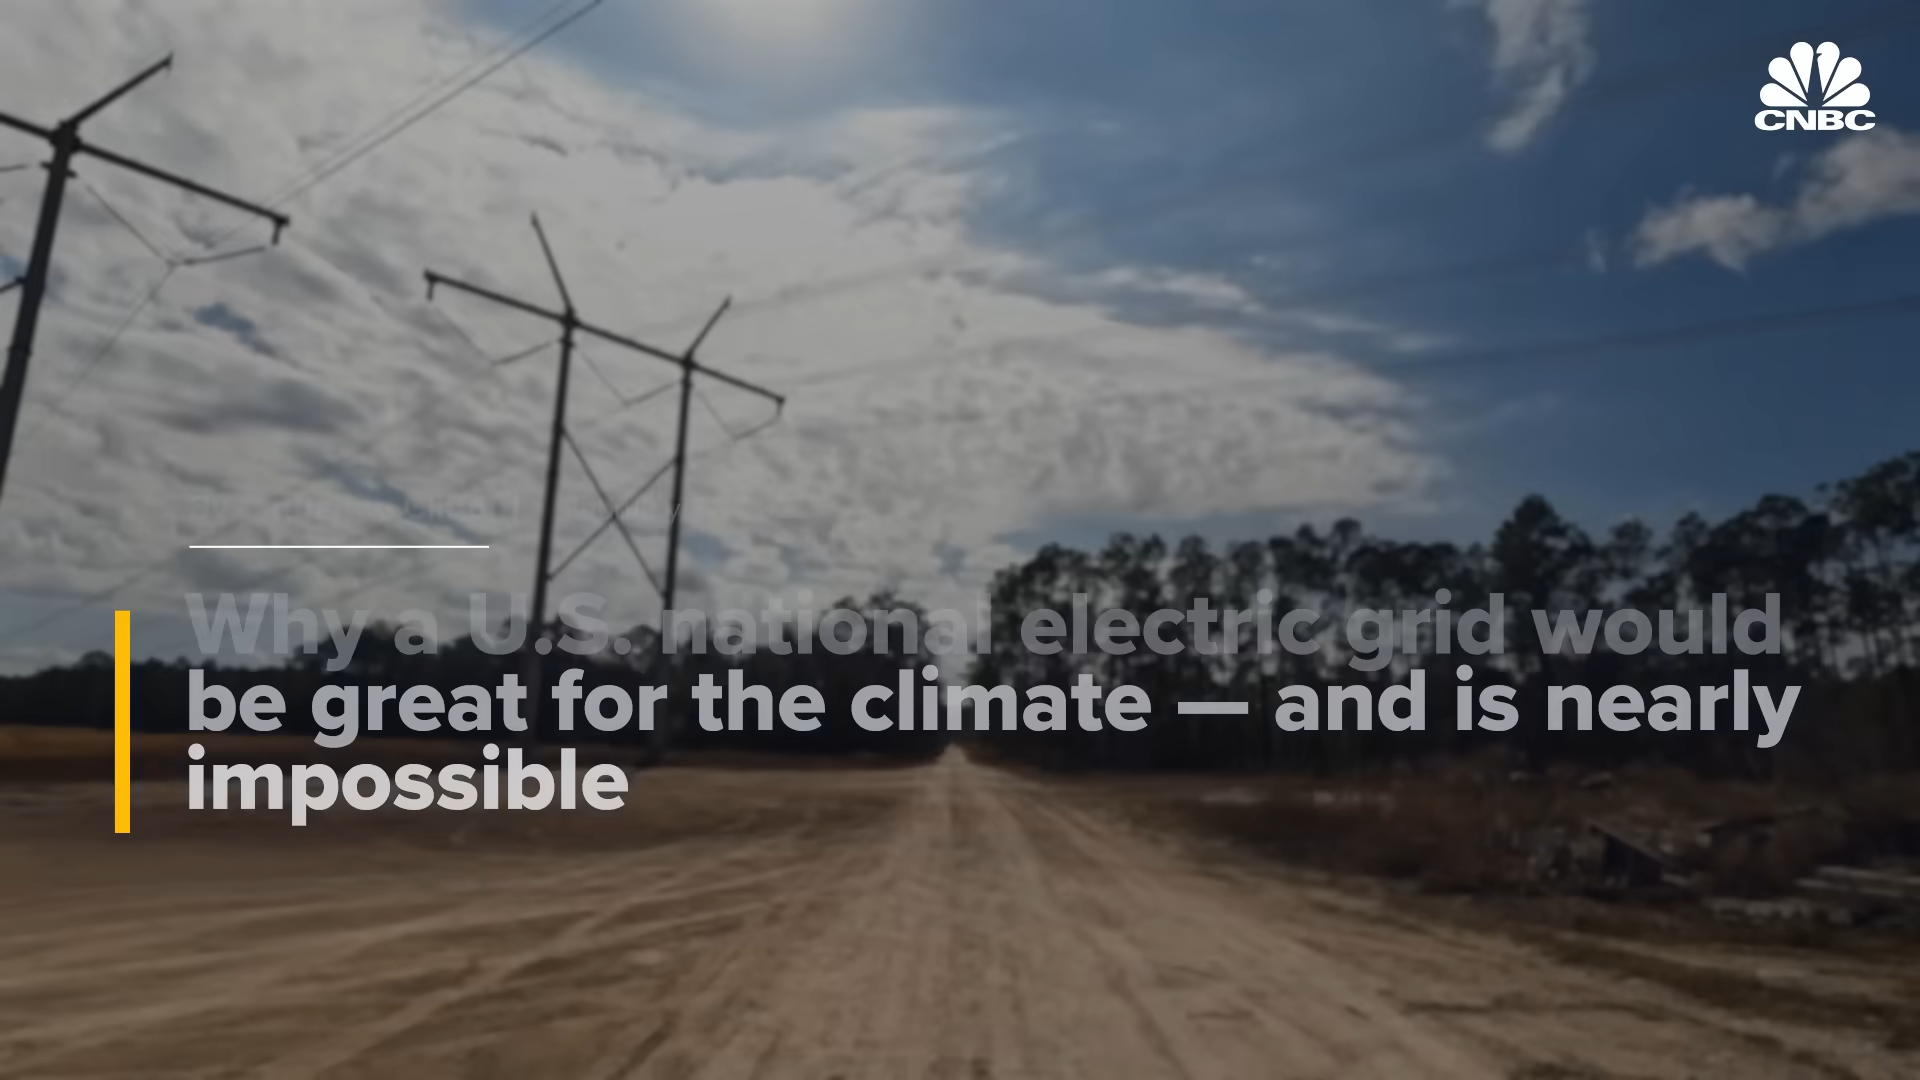 CNBC
Why a U.S. national electric grid would
be great for the climate — and is nearly
impossible